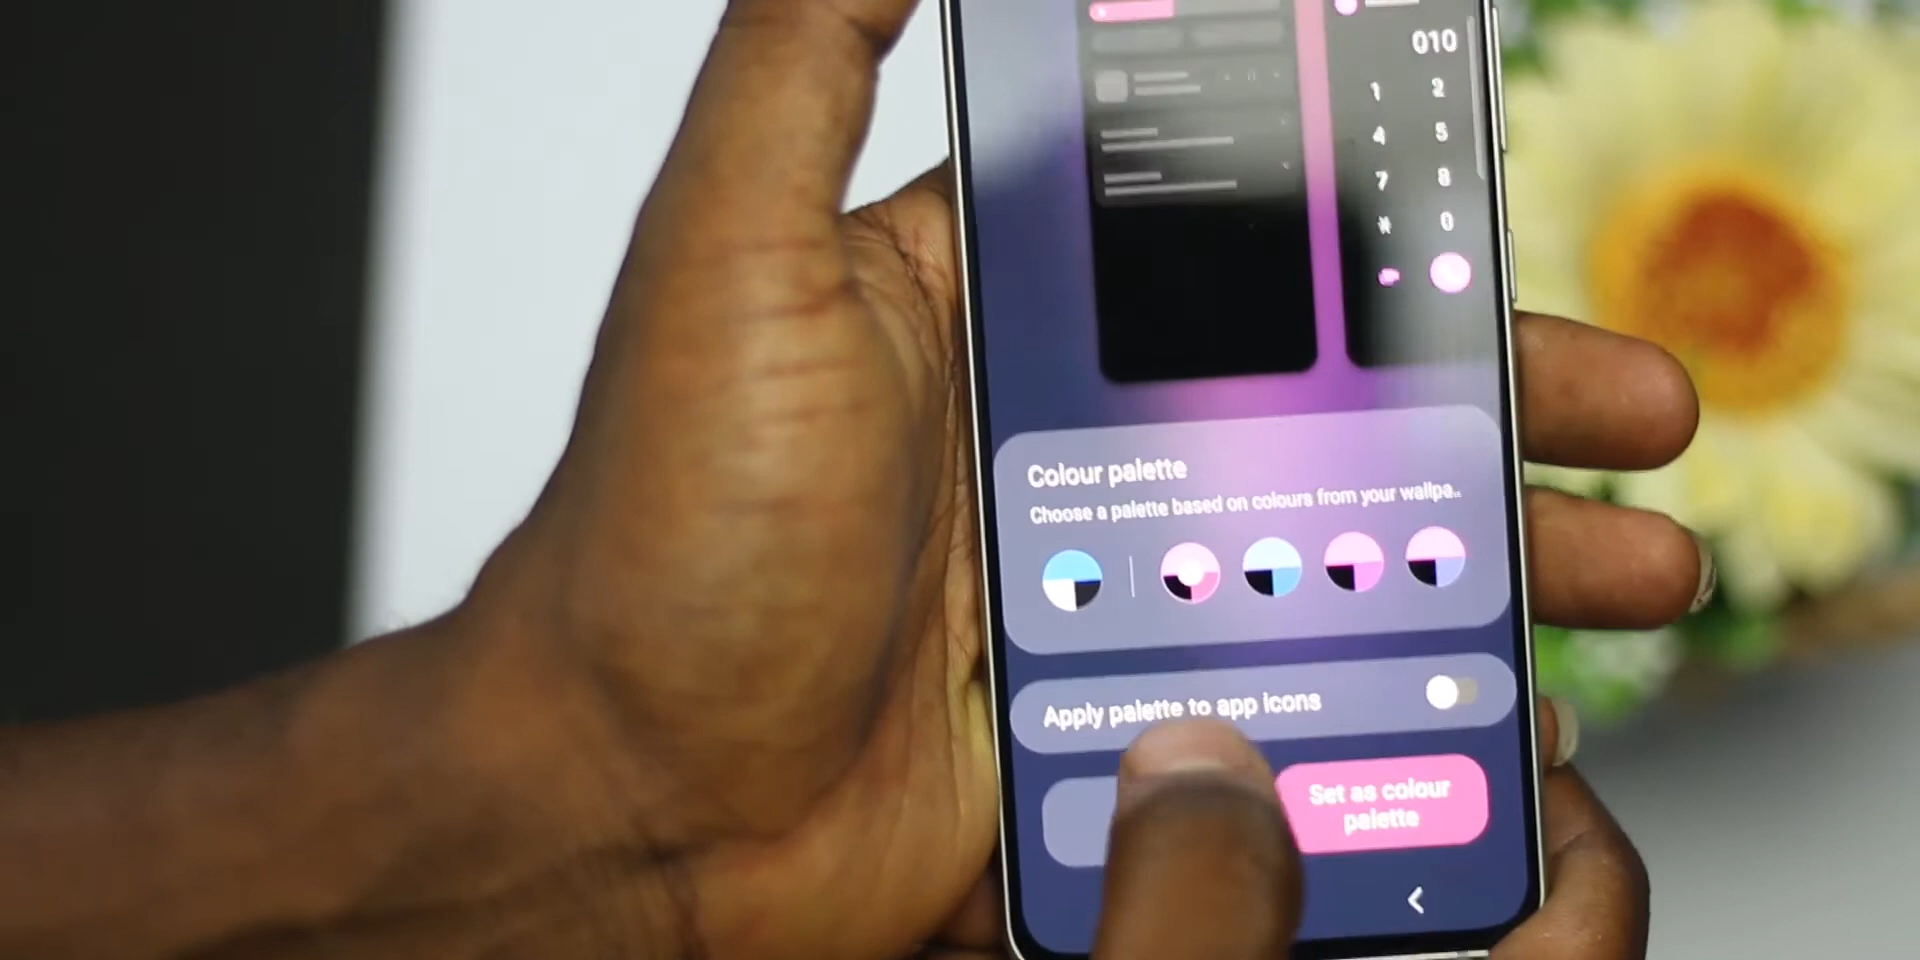 010
1 2
4 5
7 8
* 0
Colour palette
Choose a palette based on colours from your wallpa..
Apply palette to app icons
Set as colour
palette